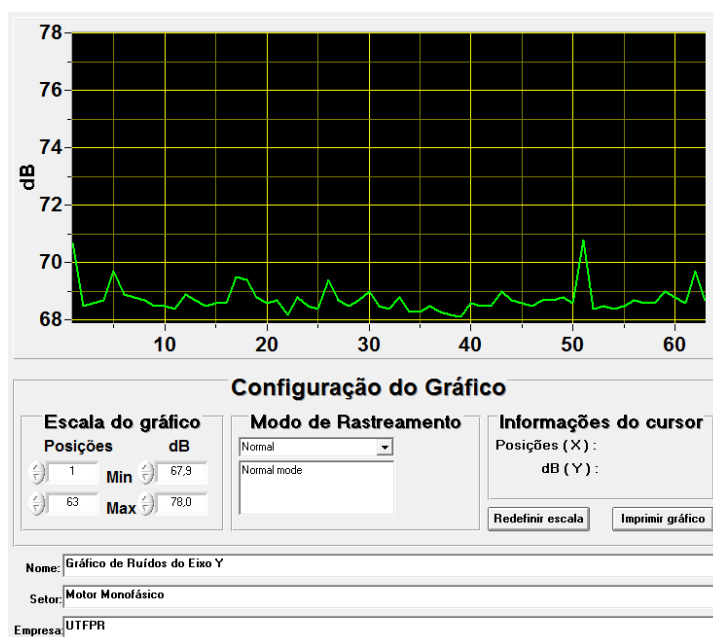 78
76
74
72
70
68
dB
10 20 30 40 50 60
Configuração do Gráfico
Escala do gráfico
Posições dB
1 Min 67,9
63 Max 78,0
Modo de Rastreamento
Normal
Normal mode
Informações do cursor
Posições ( X ) :
dB ( Y ) :
Redefinir escala Imprimir gráfico
Nome: Gráfico de Ruídos do Eixo Y
Setor: Motor Monofásico
Empresa: UTFPR